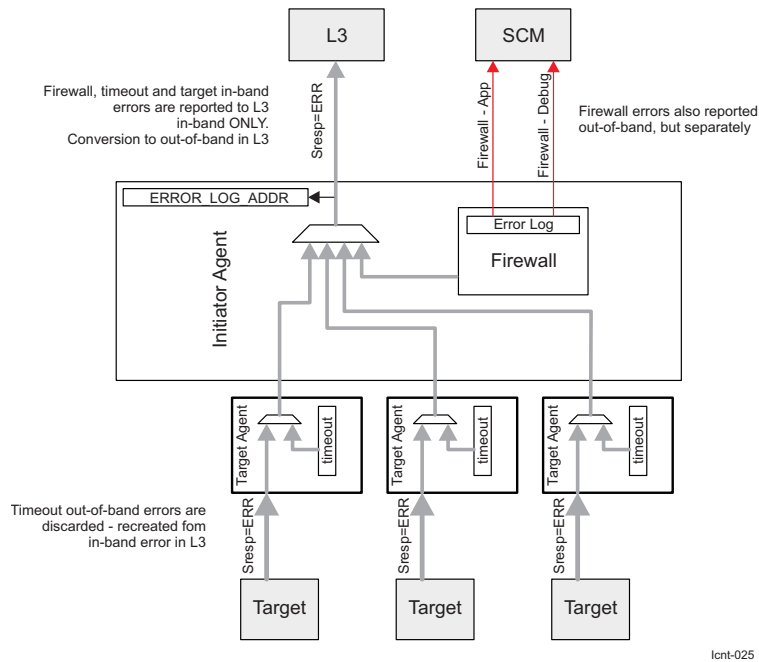 L3
SCM
Firewall, timeout and target in-band
errors are reported to L3
in-band ONLY.
Conversion to out-of-band in L3
Sresp=ERR
Firewall - App
Firewall - Debug
Firewall errors also reported
out-of-band, but separately
ERROR_LOG_ADDR
Error Log
Firewall
Initiator Agent
Target Agent
timeout
Target Agent
timeout
Target Agent
timeout
Timeout out-of-band errors are
discarded - recreated fom
in-band error in L3
Sresp=ERR
Sresp=ERR
Sresp=ERR
Target
Target
Target
lcnt-025